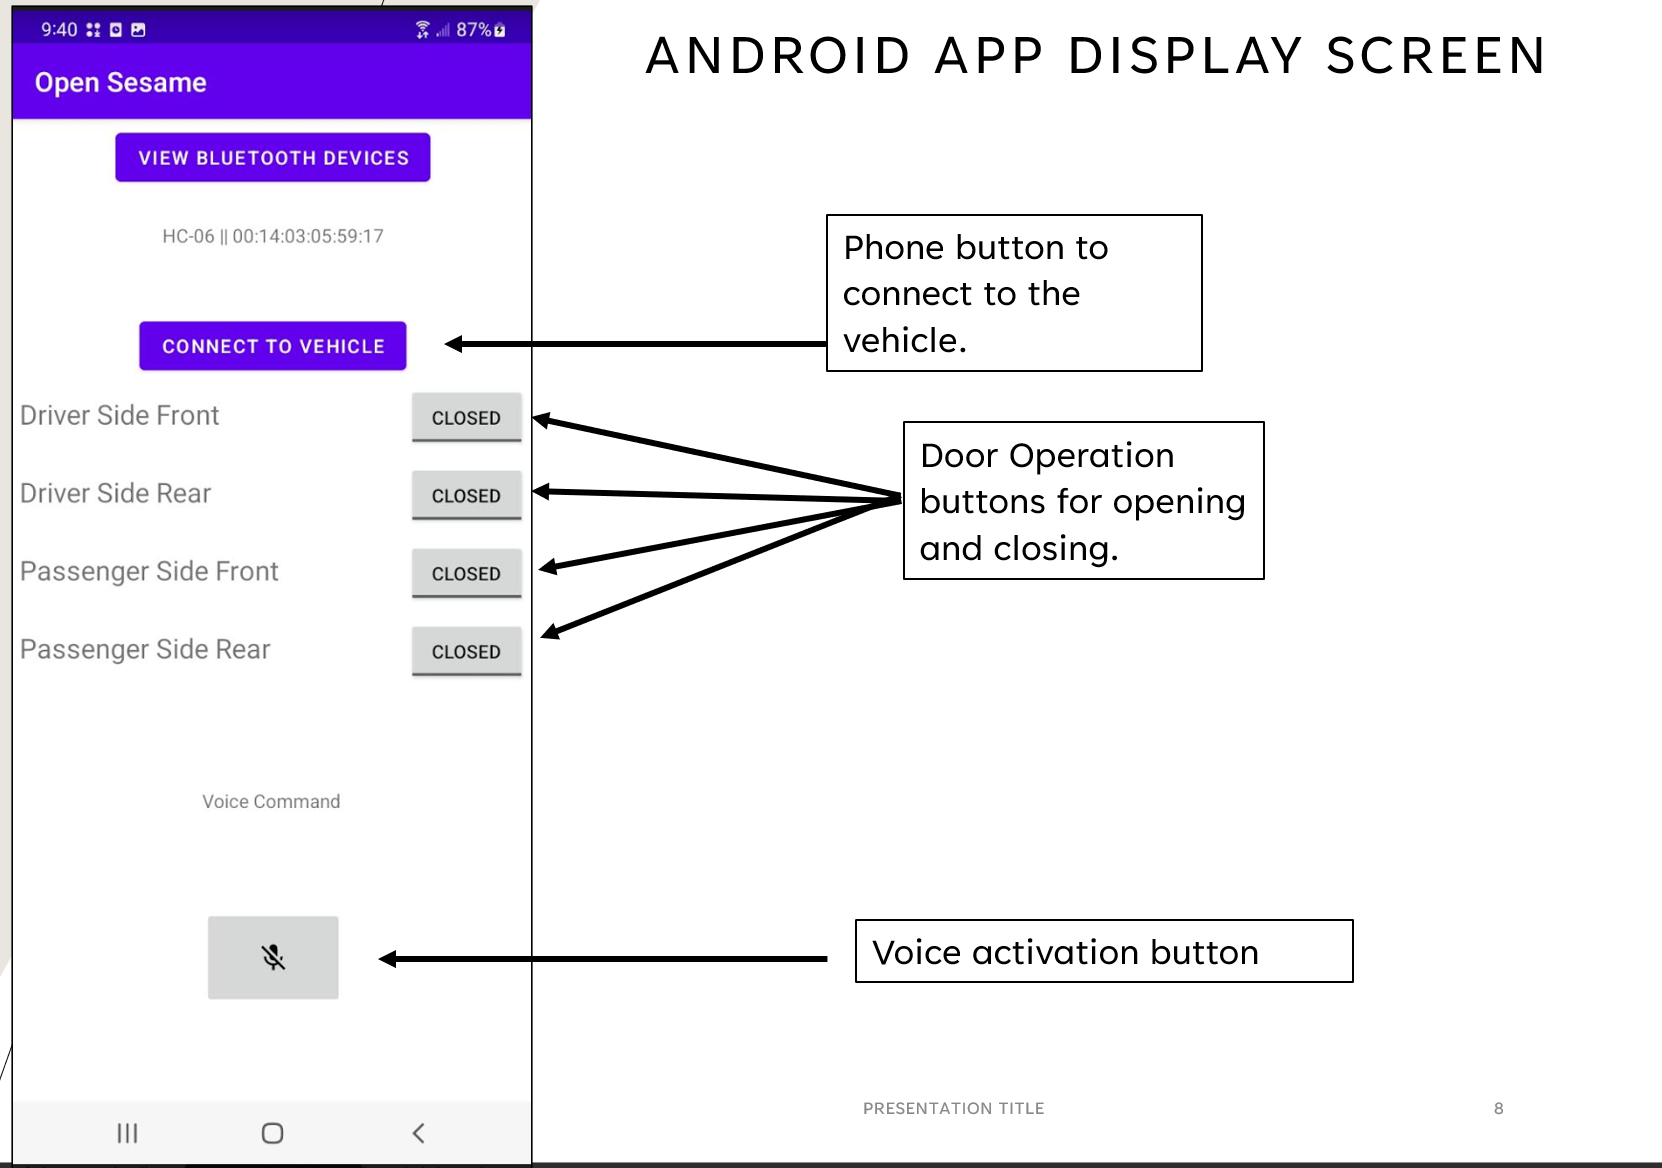 9:40
87%
Open Sesame
VIEW BLUETOOTH DEVICES
HC-06 || 00:14:03:05:59:17
CONNECT TO VEHICLE
Driver Side Front
CLOSED
Driver Side Rear
CLOSED
Passenger Side Front
CLOSED
Passenger Side Rear
CLOSED
Voice Command
ANDROID APP DISPLAY SCREEN
Phone button to
connect to the
vehicle.
Door Operation
buttons for opening
and closing.
Voice activation button
PRESENTATION TITLE
8